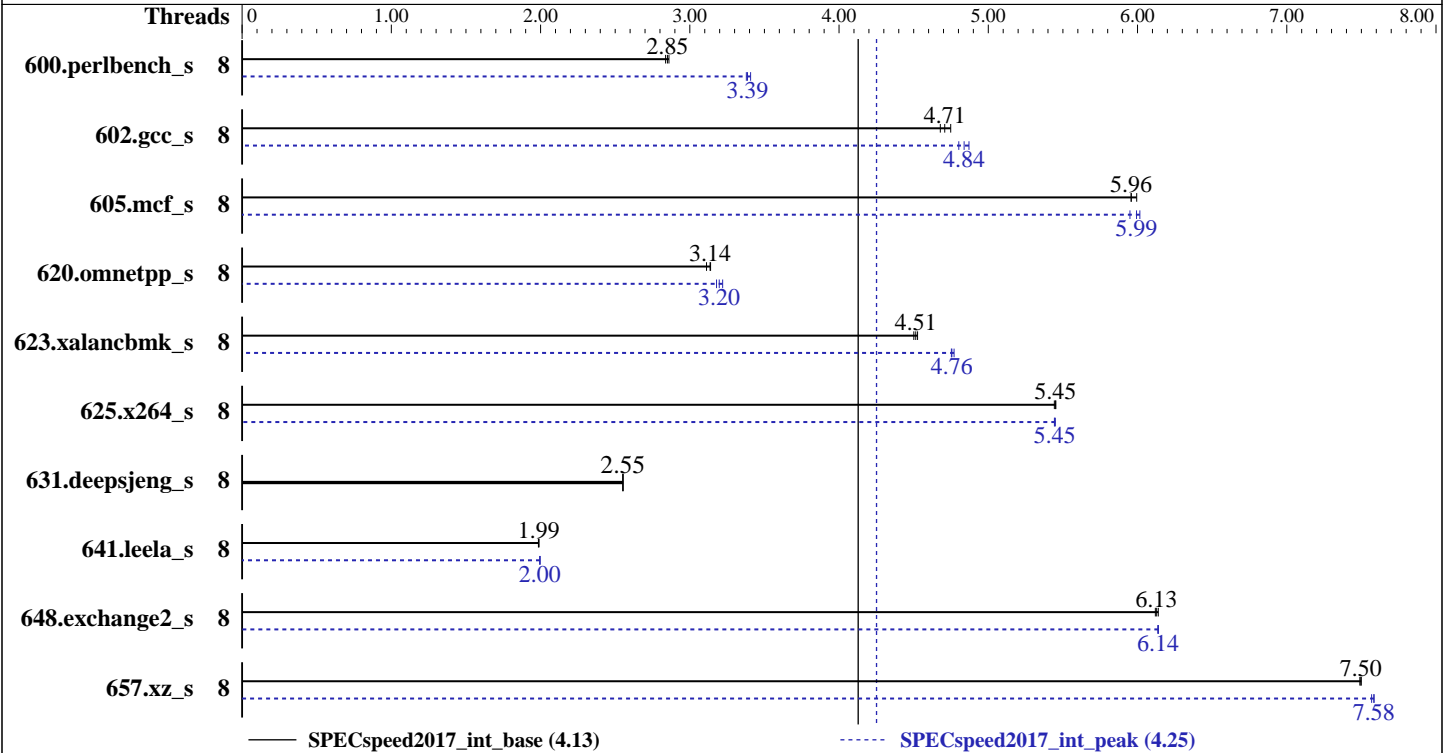 Threads 0 1.00 2.00 3.00 4.00 5.00 6.00 7.00 8.00
2.85
600.perlbench_s 8
3.39
4.71
602.gcc_s 8
4.84
5.96
605.mcf_s 8
5.99
3.14
620.omnetpp_s 8
3.20
4.51
623.xalancbmk_s 8
4.76
5.45
625.x264_s 8
5.45
2.55
631.deepsjeng_s 8
1.99
641.leela_s 8
2.00
6.13
648.exchange2_s 8
6.14
7.50
657.xz_s 8
7.58
SPECspeed2017_int_base (4.13) SPECspeed2017_int_peak (4.25)